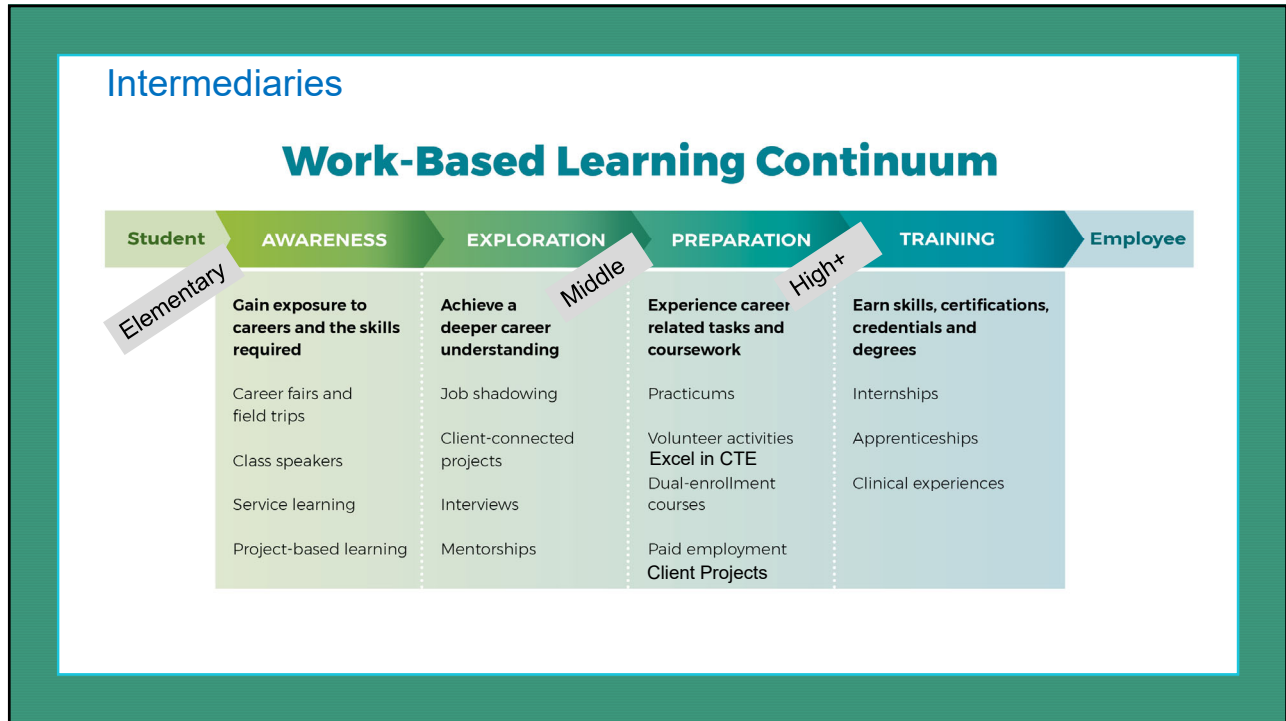 Intermediaries
Work-Based Learning Continuum
Student
AWARENESS
EXPLORATION
PREPARATION
TRAINING
Employee
Elementary
Middle
High+
Gain exposure to
careers and the skills
required
Career fairs and
field trips
Class speakers
Service learning
Project-based learning
Achieve a
deeper career
understanding
Job shadowing
Client-connected
projects
Interviews
Mentorships
Experience career
related tasks and
coursework
Practicums
Volunteer activities
Excel in CTE
Dual-enrollment
courses
Paid employment
Client Projects
Earn skills, certifications,
credentials and
degrees
Internships
Apprenticeships
Clinical experiences